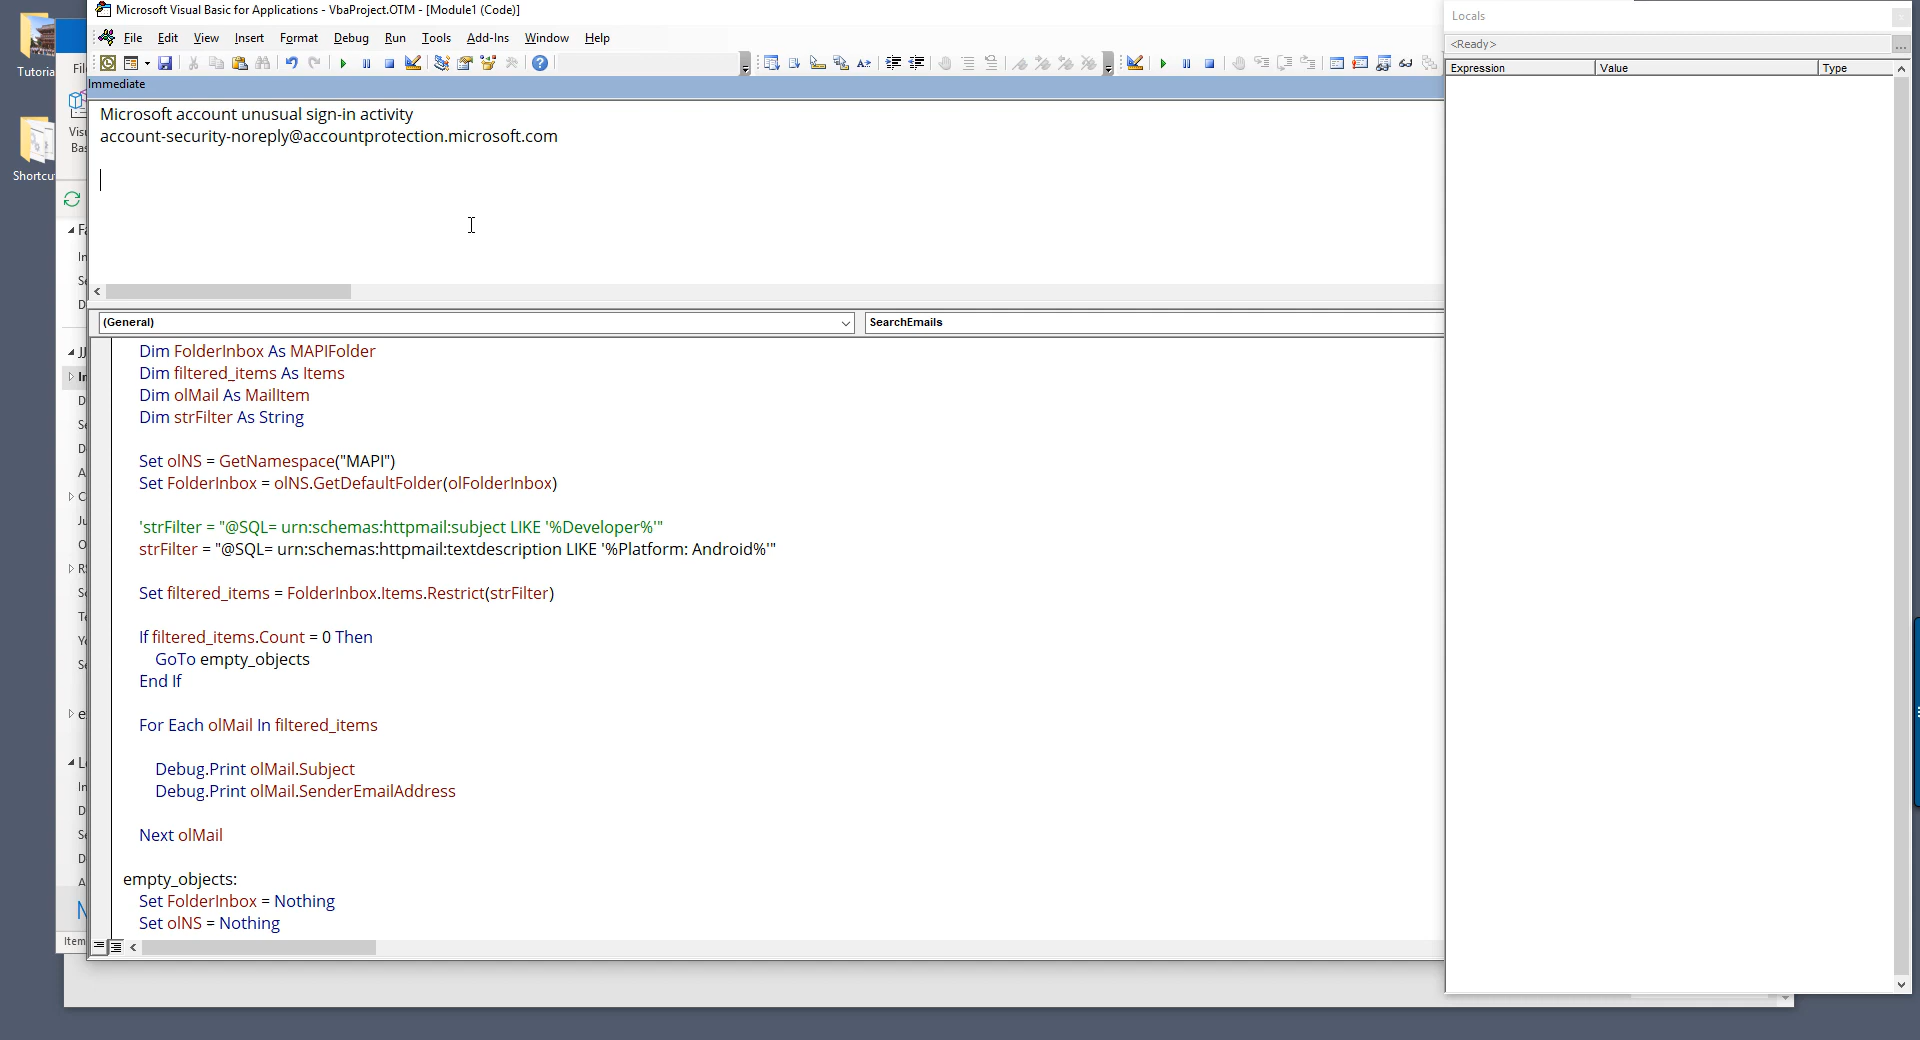 Microsoft Visual Basic for Applications - VbaProject.OTM - [Module1 (Code)]
File Edit View Insert Format Debug Run Tools Add-Ins Window Help
Immediate
Microsoft account unusual sign-in activity
account-security-noreply@accountprotection.microsoft.com
(General)
SearchEmails
Dim FolderInbox As MAPIFolder
Dim filtered_items As Items
Dim olMail As MailItem
Dim strFilter As String
Set olNS = GetNamespace("MAPI")
Set FolderInbox = olNS.GetDefaultFolder(olFolderInbox)
'strFilter = "@SQL= urn:schemas:httpmail:subject LIKE '%Developer%'"
strFilter = "@SQL= urn:schemas:httpmail:textdescription LIKE '%Platform: Android%'"
Set filtered_items = FolderInbox.Items.Restrict(strFilter)
If filtered_items.Count = 0 Then
GoTo empty_objects
End If
For Each olMail In filtered_items
Debug.Print olMail.Subject
Debug.Print olMail.SenderEmailAddress
Next olMail
empty_objects:
Set FolderInbox = Nothing
Set olNS = Nothing
Locals
<Ready>
Expression Value Type
Tutoria
Shortcu
Item